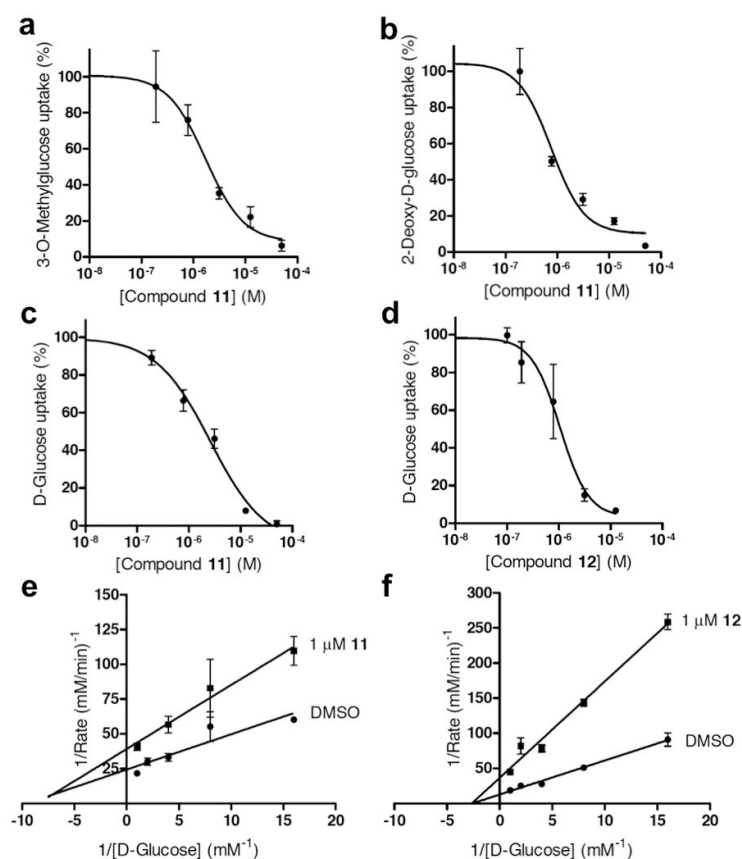 a
3-O-Methylglucose uptake (%)
100
80
60
40
20
0
10⁻⁸ 10⁻⁷ 10⁻⁶ 10⁻⁵ 10⁻⁴
[Compound 11] (M)
b
2-Deoxy-D-glucose uptake (%)
100
80
60
40
20
0
10⁻⁸ 10⁻⁷ 10⁻⁶ 10⁻⁵ 10⁻⁴
[Compound 11] (M)
c
D-Glucose uptake (%)
100
80
60
40
20
0
10⁻⁸ 10⁻⁷ 10⁻⁶ 10⁻⁵ 10⁻⁴
[Compound 11] (M)
d
D-Glucose uptake (%)
100
80
60
40
20
0
10⁻⁸ 10⁻⁷ 10⁻⁶ 10⁻⁵ 10⁻⁴
[Compound 12] (M)
e
1/Rate (mM/min)⁻¹
150
125
100
75
50
25
1 μM 11
DMSO
-10 -5 0 5 10 15 20
1/[D-Glucose] (mM⁻¹)
f
1/Rate (mM/min)⁻¹
300
250
200
150
100
50
1 μM 12
DMSO
-10 -5 0 5 10 15 20
1/[D-Glucose] (mM⁻¹)